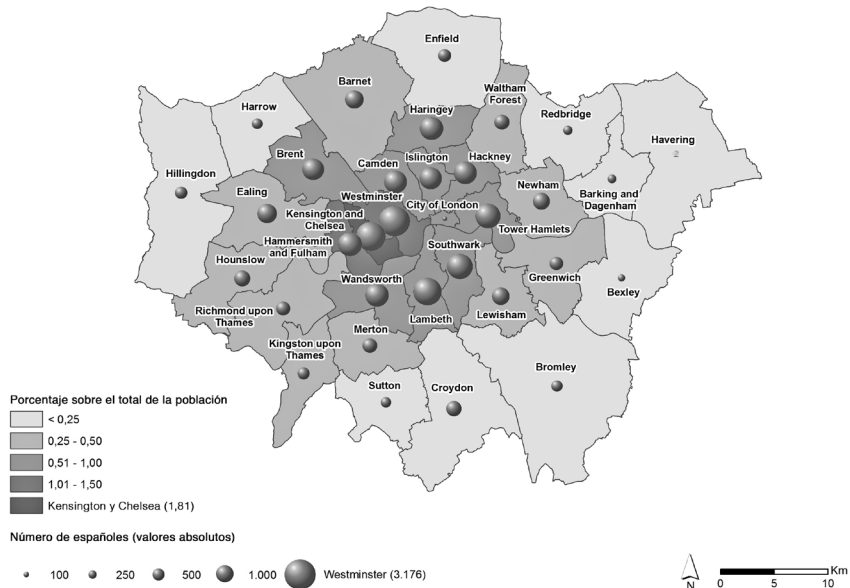 Enfield
Barnet
Waltham
Forest
Harrow
Haringey
Redbridge
Havering
Hillingdon
Brent
Camden
Islington
Hackney
Ealing
Westminster
Newham
Barking and
Dagenham
Kensington and
Chelsea
City of London
Hammersmith
and Fulham
Tower Hamlets
Hounslow
Southwark
Greenwich
Wandsworth
Bexley
Richmond upon
Thames
Lambeth
Lewisham
Kingston upon
Thames
Merton
Sutton
Croydon
Bromley
Porcentaje sobre el total de la población
< 0,25
0,25 - 0,50
0,51 - 1,00
1,01 - 1,50
Kensington y Chelsea (1,81)
Número de españoles (valores absolutos)
100 250 500 1.000 Westminster (3.176)
N
Km
0 5 10